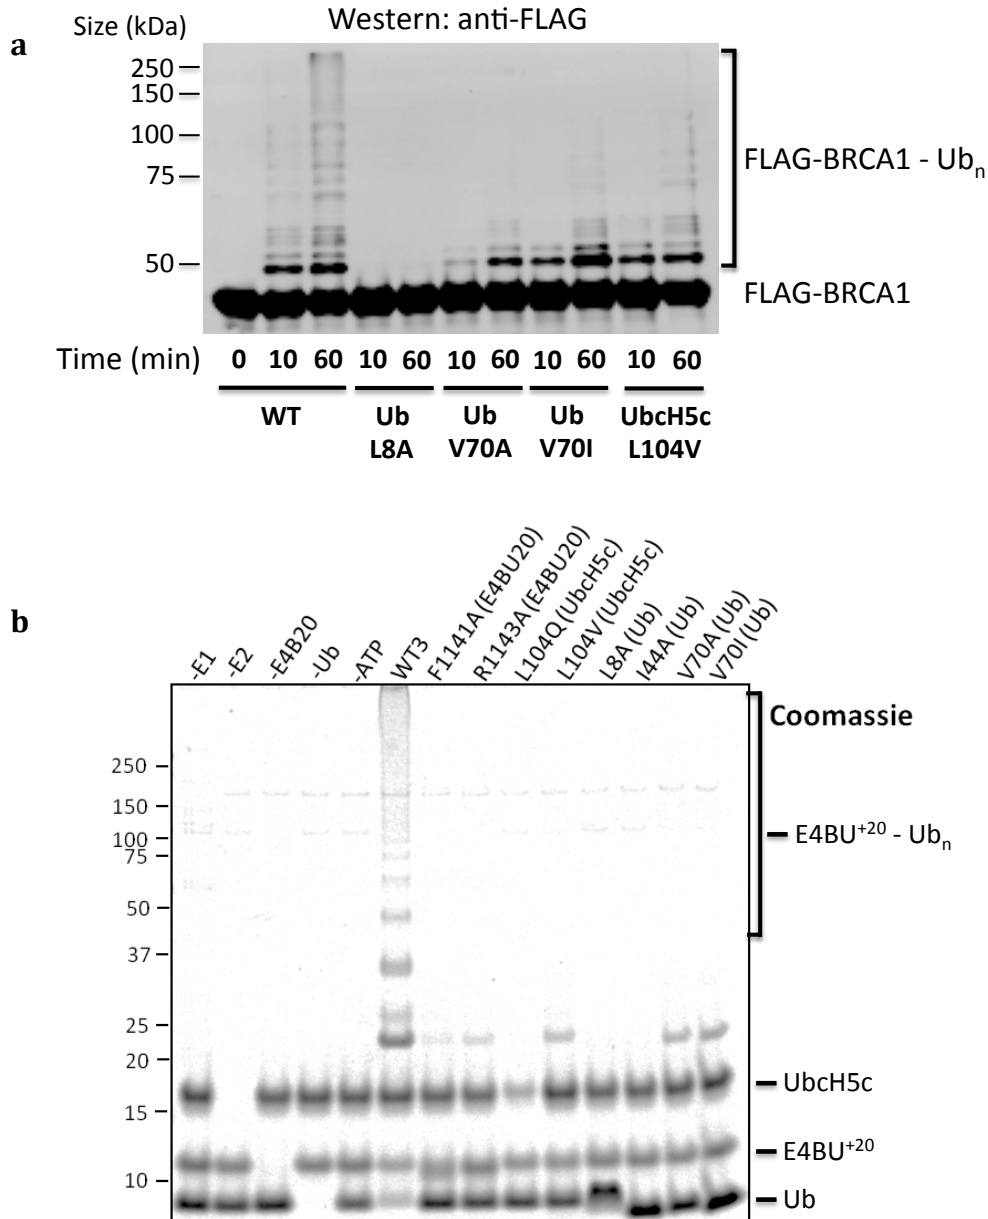 a
Size (kDa)
Western: anti-FLAG
250
150
100
75
50
FLAG-BRCA1 - Ubn
FLAG-BRCA1
Time (min) 0 10 60 10 60 10 60 10 60 10 60
WT
Ub
L8A
Ub
V70A
Ub
V70I
UbcH5c
L104V
b
-E1
-E2
-E4B20
-Ub
-ATP
WT3
F1141A (E4BU20)
R1143A (E4BU20)
L104Q (UbcH5c)
L104V (UbcH5c)
L8A (Ub)
I44A (Ub)
V70A (Ub)
V70I (Ub)
Coomassie
250
150
100
75
50
37
25
20
15
10
E4BU+20 - Ubn
UbcH5c
E4BU+20
Ub